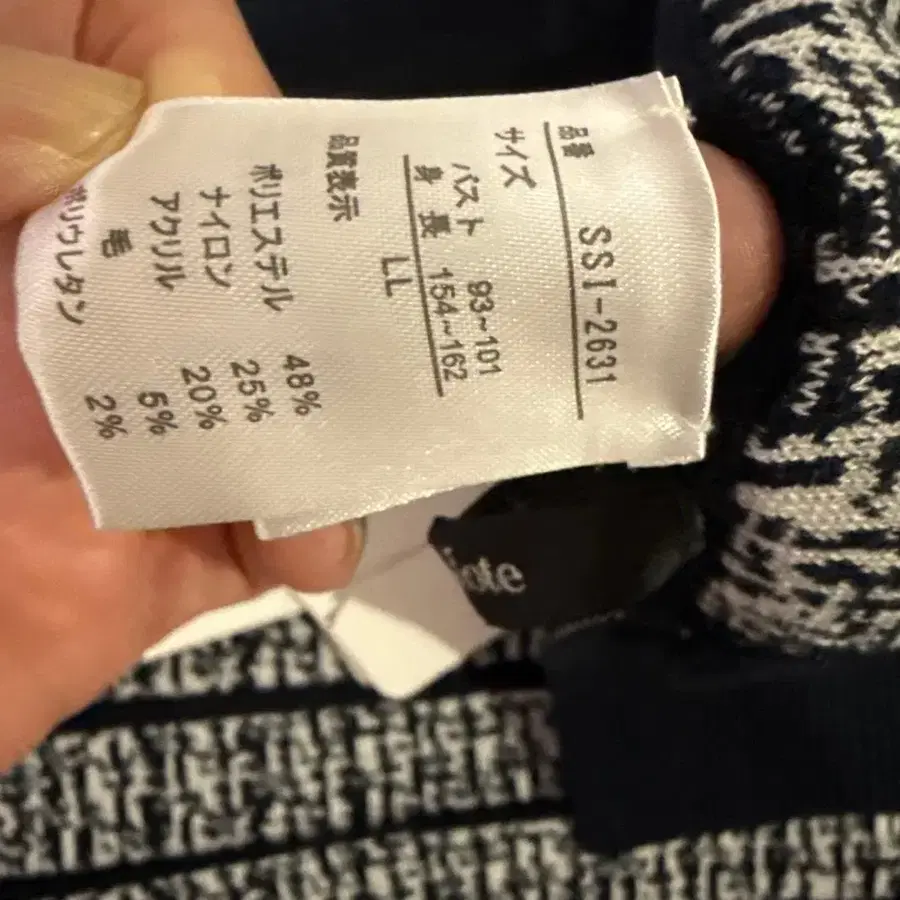 品番 SSI-2631
サイズ
バスト 93~101
身長 154~162
LL
品質表示
ポリエステル 48%
ナイロン 25%
アクリル 20%
毛 5%
ポリウレタン 2%